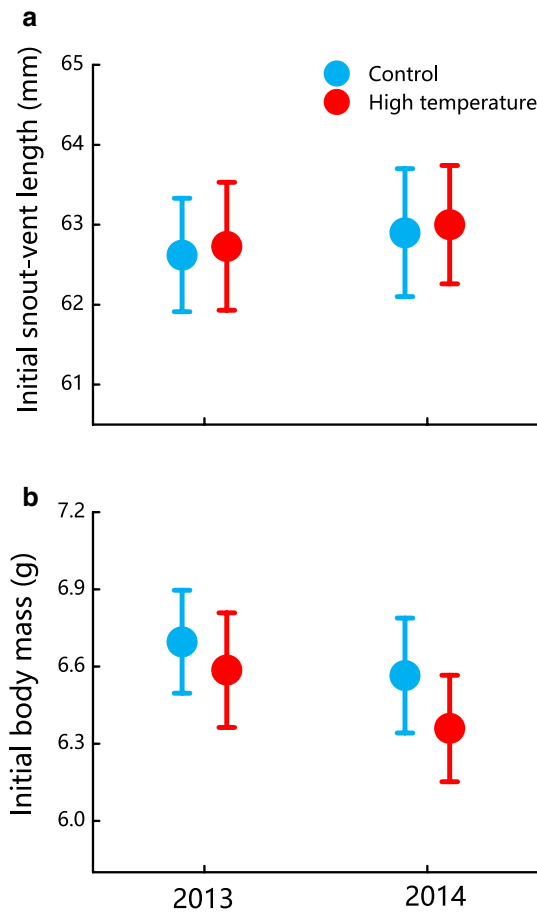 a
Initial snout-vent length (mm)
65
64
63
62
61
Control
High temperature
b
Initial body mass (g)
7.2
6.9
6.6
6.3
6.0
2013
2014